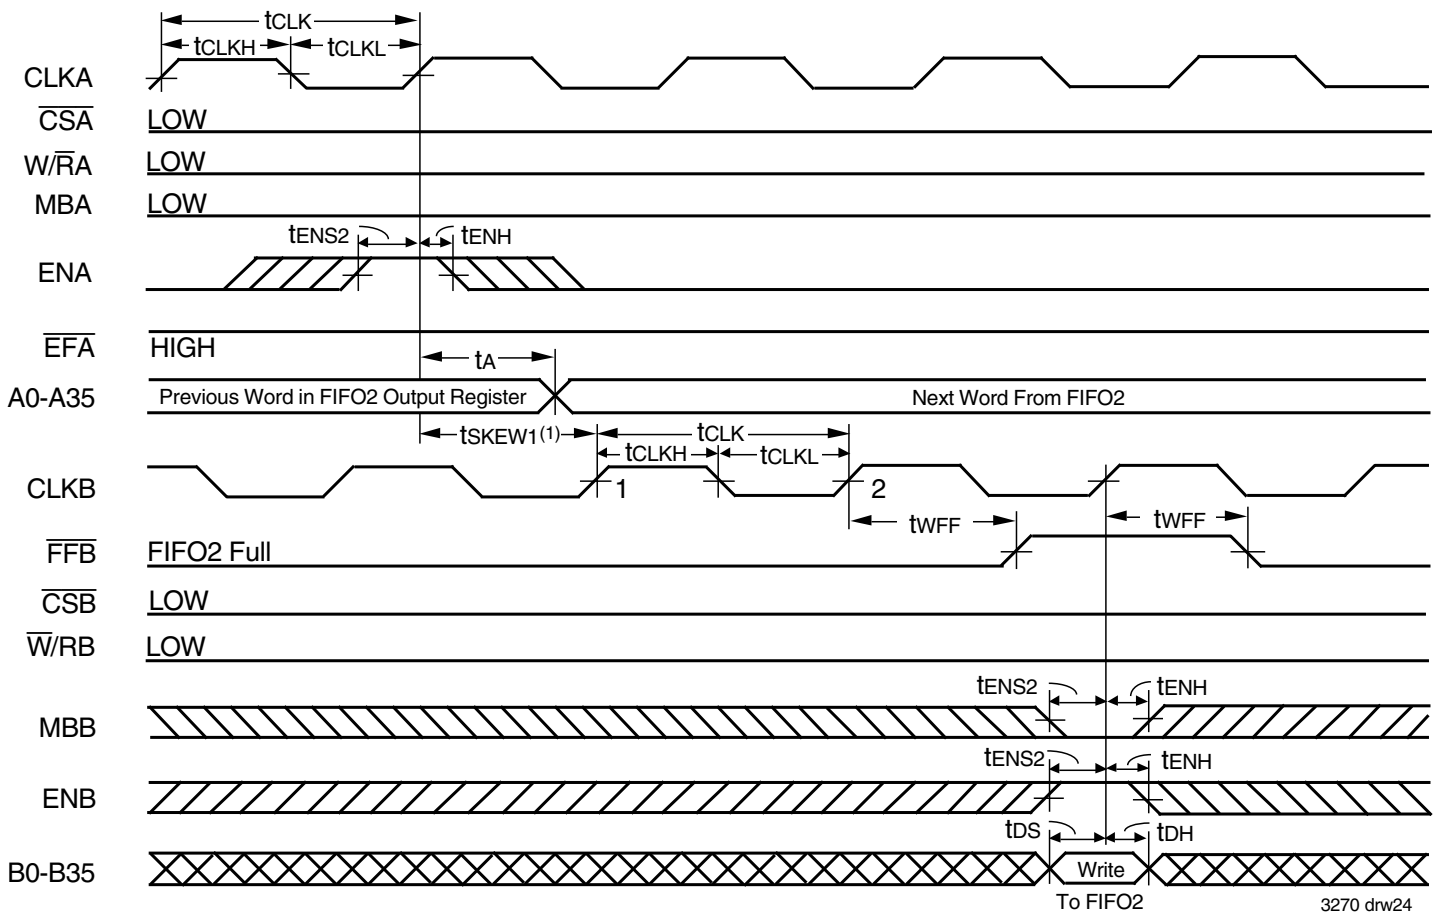 tCLK
tCLKH tCLKL
CLKA
CSA LOW
W/RA LOW
MBA LOW
tENS2 tENH
ENA
EFA HIGH
tA
A0-A35 Previous Word in FIFO2 Output Register Next Word From FIFO2
tSKEW1(1) tCLK
tCLKH tCLKL
CLKB 1 2
tWFF tWFF
FFB FIFO2 Full
CSB LOW
W/RB LOW
tENS2 tENH
MBB
tENS2 tENH
ENB
tDS tDH
B0-B35 Write
To FIFO2 3270 drw24